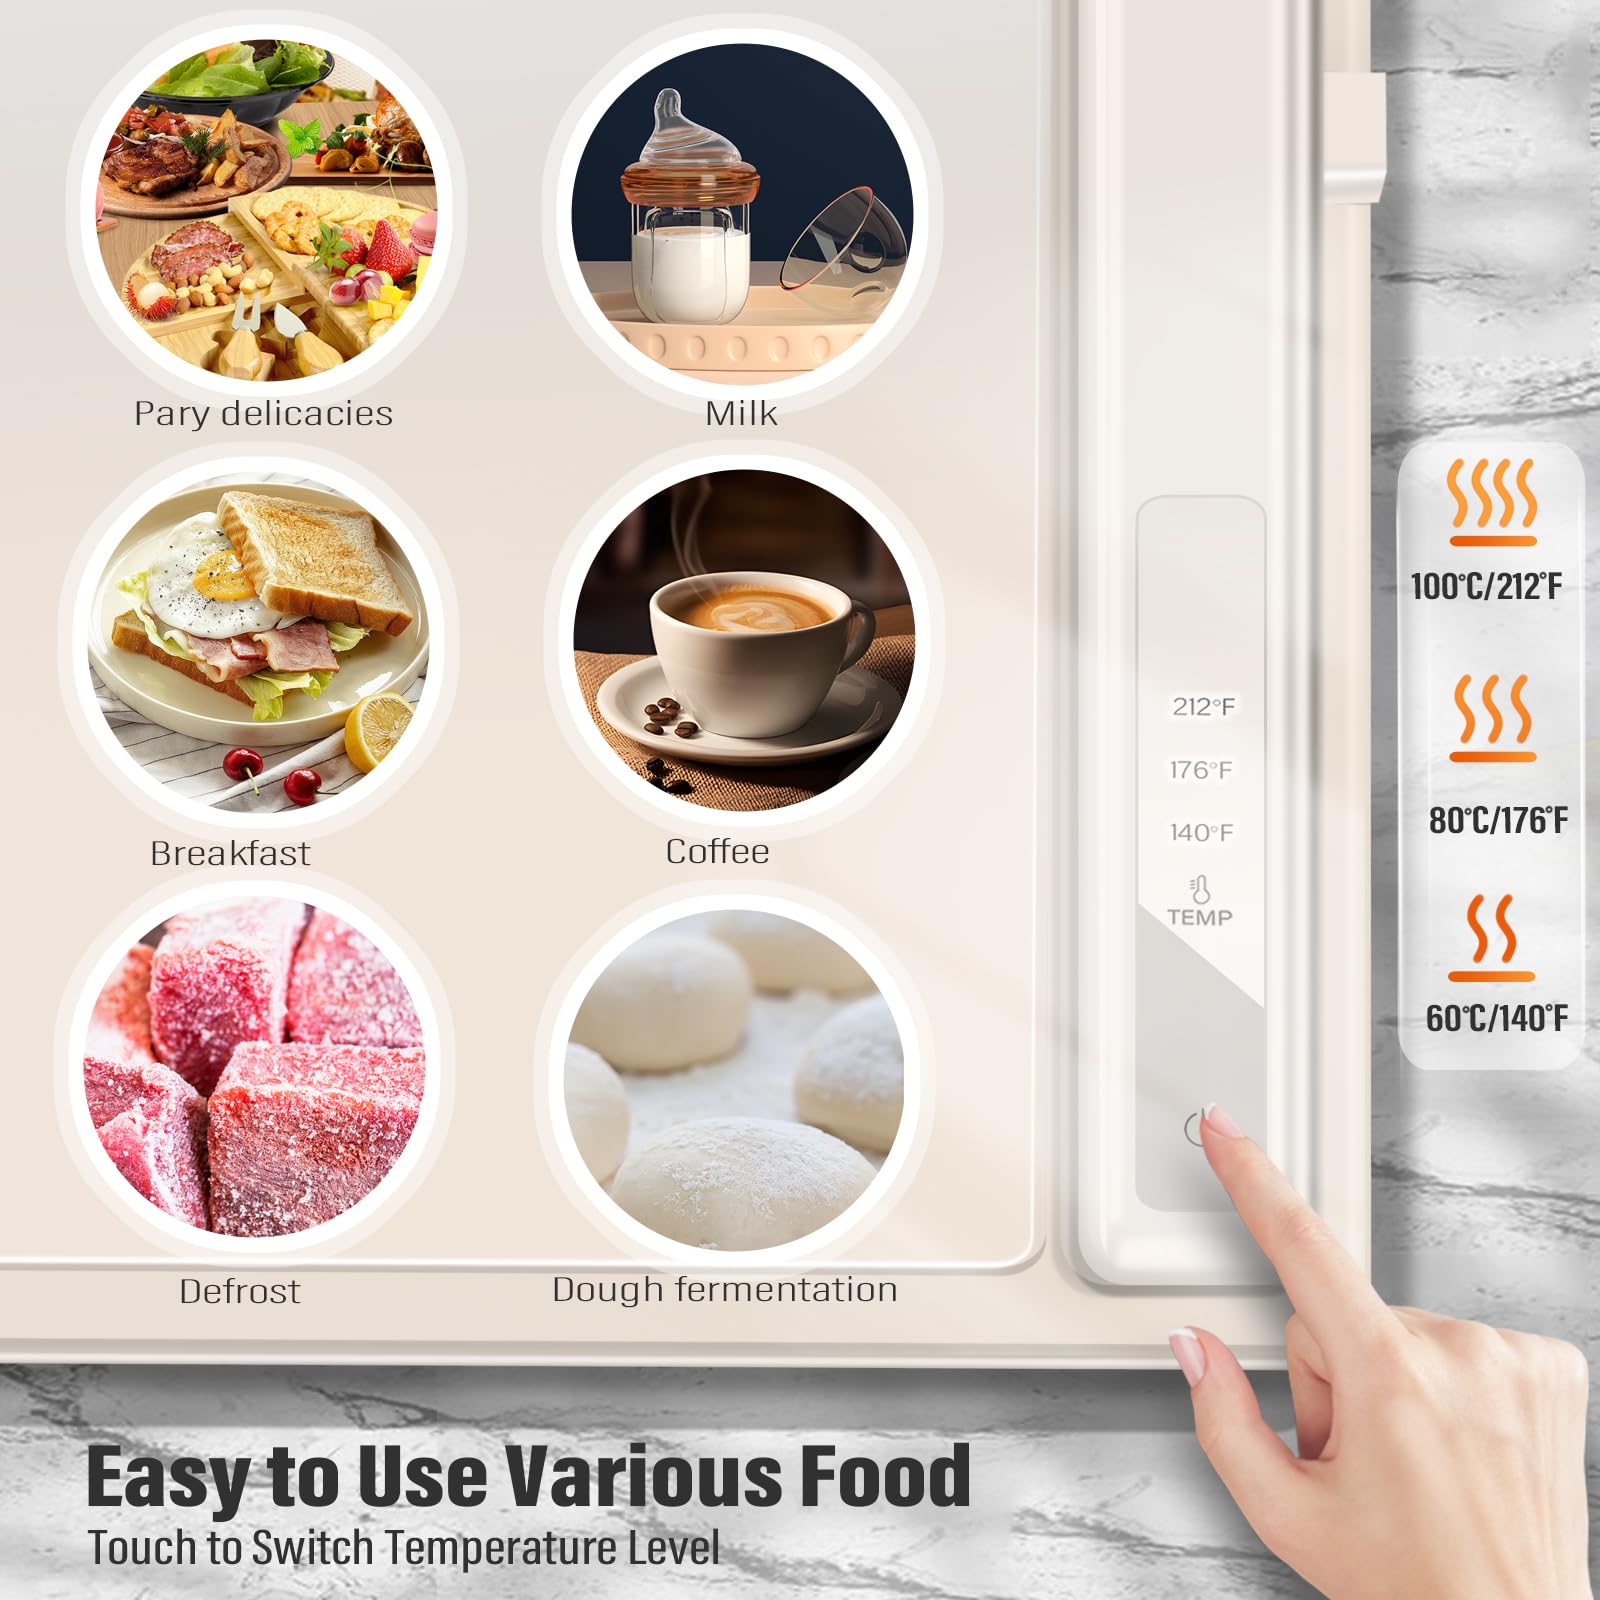 Pary delicacies
Milk
Breakfast
Coffee
Defrost
Dough fermentation
212°F
176°F
140°F
TEMP
100°C/212°F
80°C/176°F
60°C/140°F
Easy to Use Various Food
Touch to Switch Temperature Level